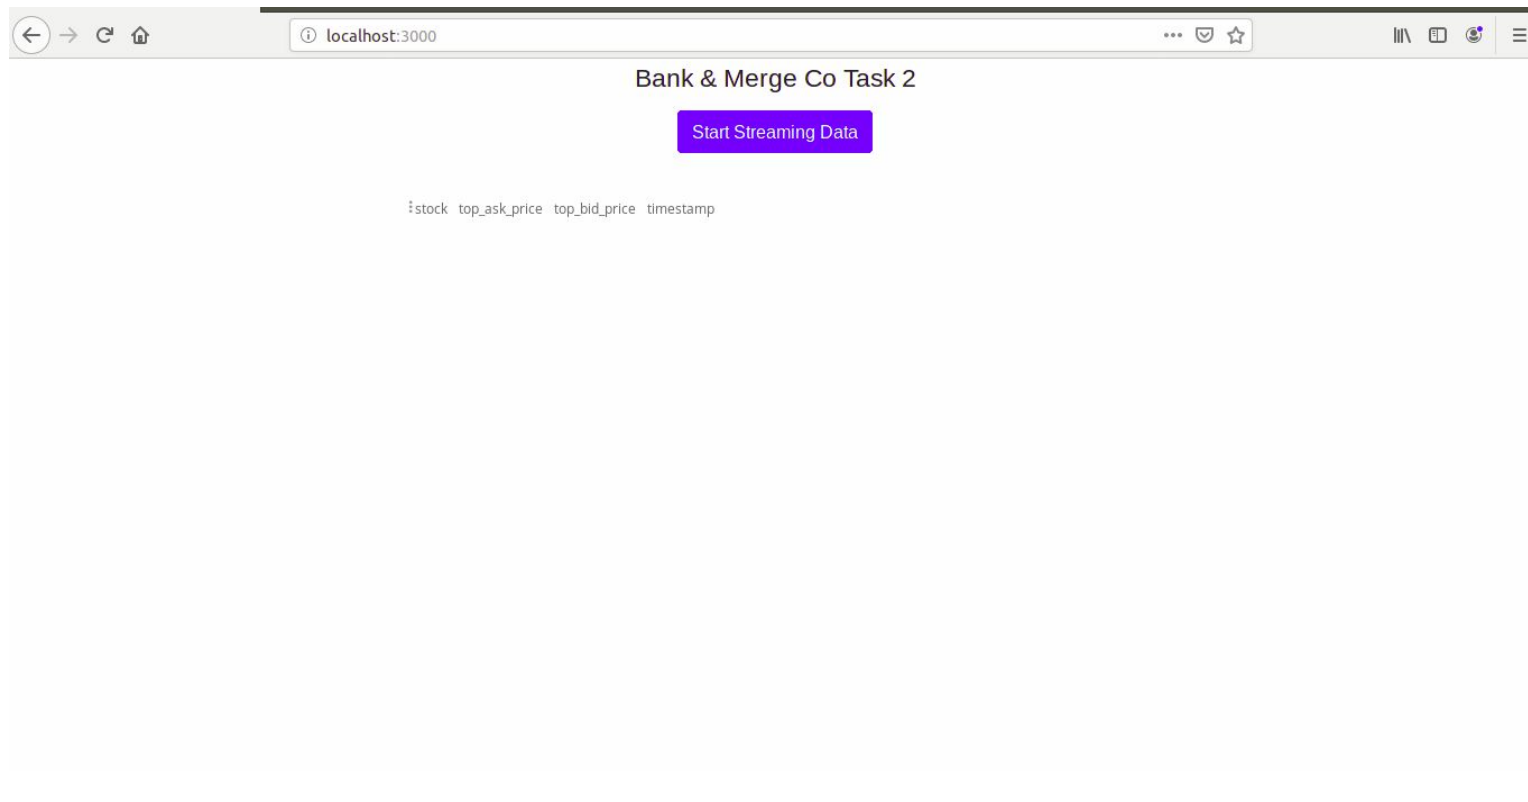 localhost:3000
Bank & Merge Co Task 2
Start Streaming Data
stock top_ask_price top_bid_price timestamp